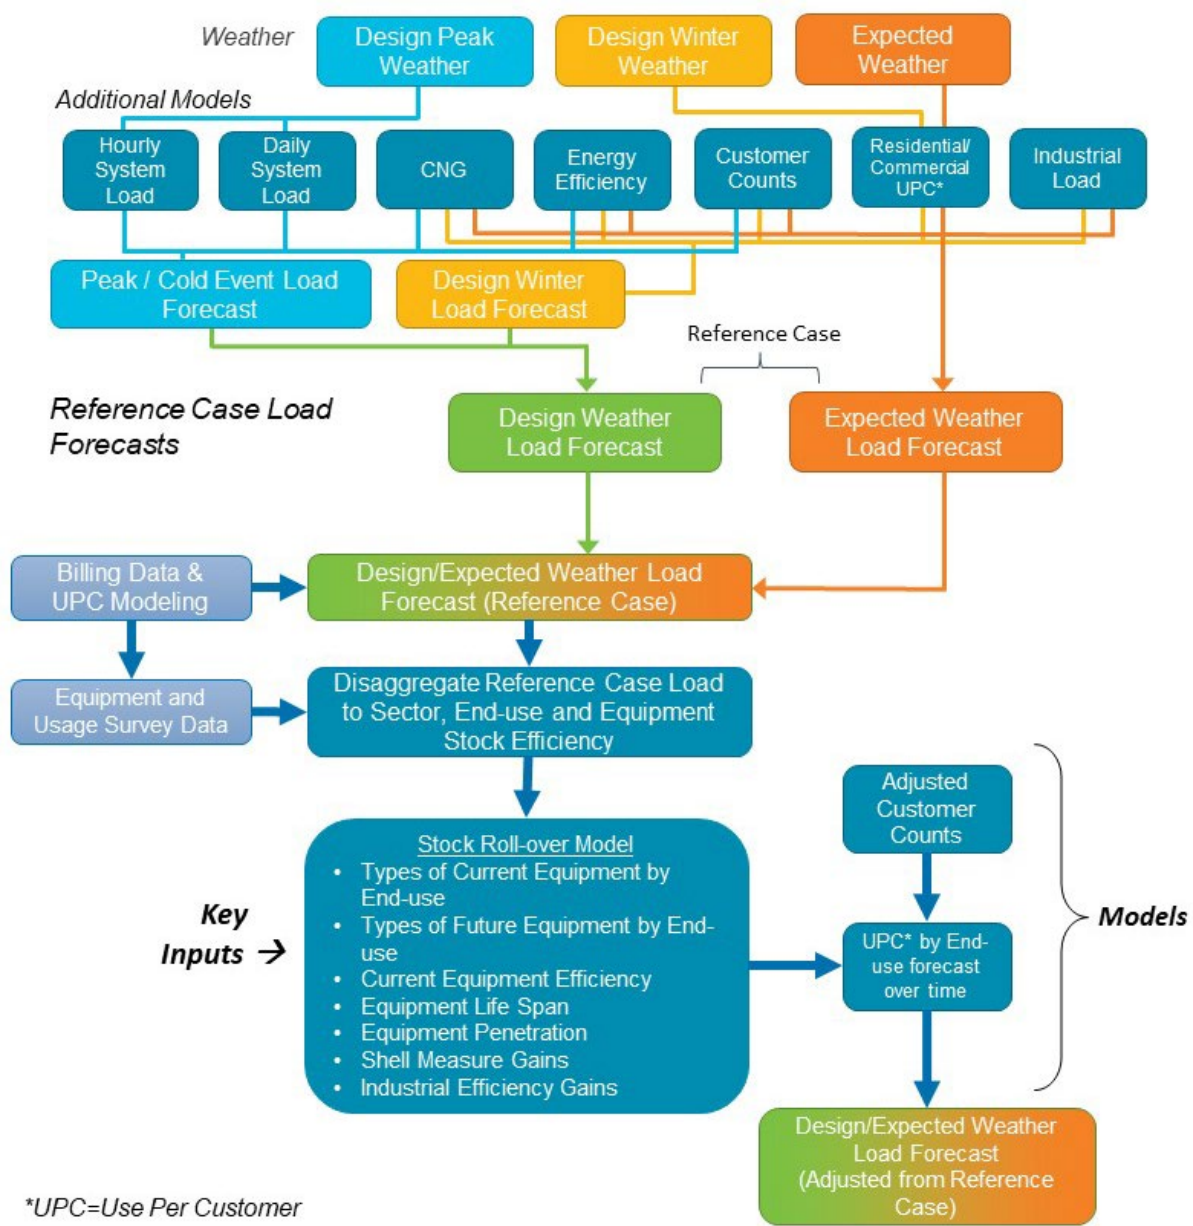 Weather
Design Peak
Weather
Design Winter
Weather
Expected
Weather
Additional Models
Hourly
System
Load
Daily
System
Load
CNG
Energy
Efficiency
Customer
Counts
Residential/
Commercial
UPC*
Industrial
Load
Peak / Cold Event Load
Forecast
Design Winter
Load Forecast
Reference Case
Reference Case Load
Forecasts
Design Weather
Load Forecast
Expected Weather
Load Forecast
Billing Data &
UPC Modeling
Design/Expected Weather Load
Forecast (Reference Case)
Equipment and
Usage Survey Data
Disaggregate Reference Case Load
to Sector, End-use and Equipment
Stock Efficiency
Adjusted
Customer
Counts
Key
Inputs →
Stock Roll-over Model
• Types of Current Equipment by
End-use
• Types of Future Equipment by End-
use
• Current Equipment Efficiency
• Equipment Life Span
• Equipment Penetration
• Shell Measure Gains
• Industrial Efficiency Gains
UPC* by End-
use forecast
over time
Models
Design/Expected Weather
Load Forecast
(Adjusted from Reference
Case)
*UPC=Use Per Customer